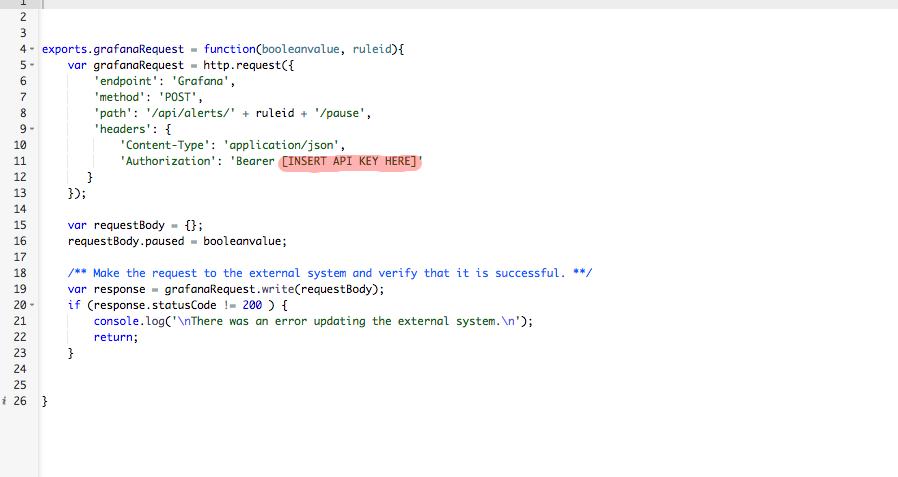 1
2
3
4 exports.grafanaRequest = function(booleanvalue, ruleid){
5 var grafanaRequest = http.request({
6 'endpoint': 'Grafana',
7 'method': 'POST',
8 'path': '/api/alerts/' + ruleid + '/pause',
9 'headers': {
10 'Content-Type': 'application/json',
11 'Authorization': 'Bearer [INSERT API KEY HERE]'
12 }
13 });
14
15 var requestBody = {};
16 requestBody.paused = booleanvalue;
17
18 /** Make the request to the external system and verify that it is successful. **/
19 var response = grafanaRequest.write(requestBody);
20 if (response.statusCode != 200 ) {
21 console.log('\nThere was an error updating the external system.\n');
22 return;
23 }
24
25
i 26 }